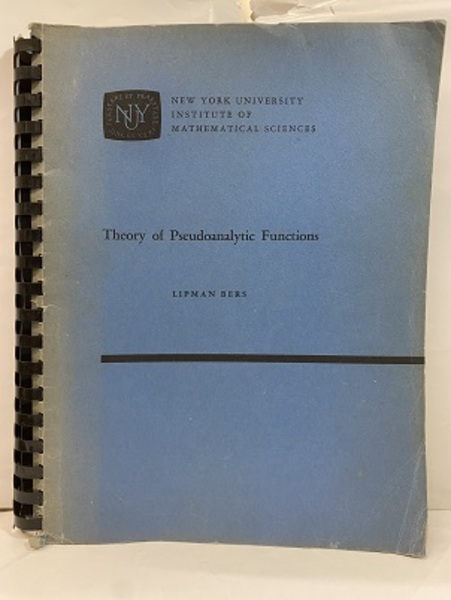 NYU
NEW YORK UNIVERSITY
INSTITUTE OF
MATHEMATICAL SCIENCES
Theory of Pseudoanalytic Functions
LIPMAN BERS